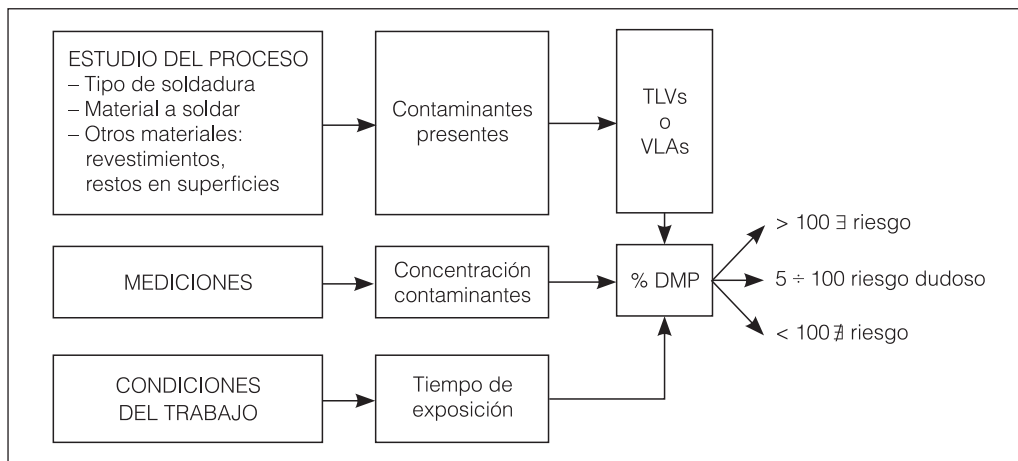 ESTUDIO DEL PROCESO
– Tipo de soldadura
– Material a soldar
– Otros materiales:
revestimientos,
restos en superficies
Contaminantes
presentes
TLVs
o
VLAs
MEDICIONES
Concentración
contaminantes
% DMP
> 100 ∃ riesgo
5 ÷ 100 riesgo dudoso
< 100 ∄ riesgo
CONDICIONES
DEL TRABAJO
Tiempo de
exposición